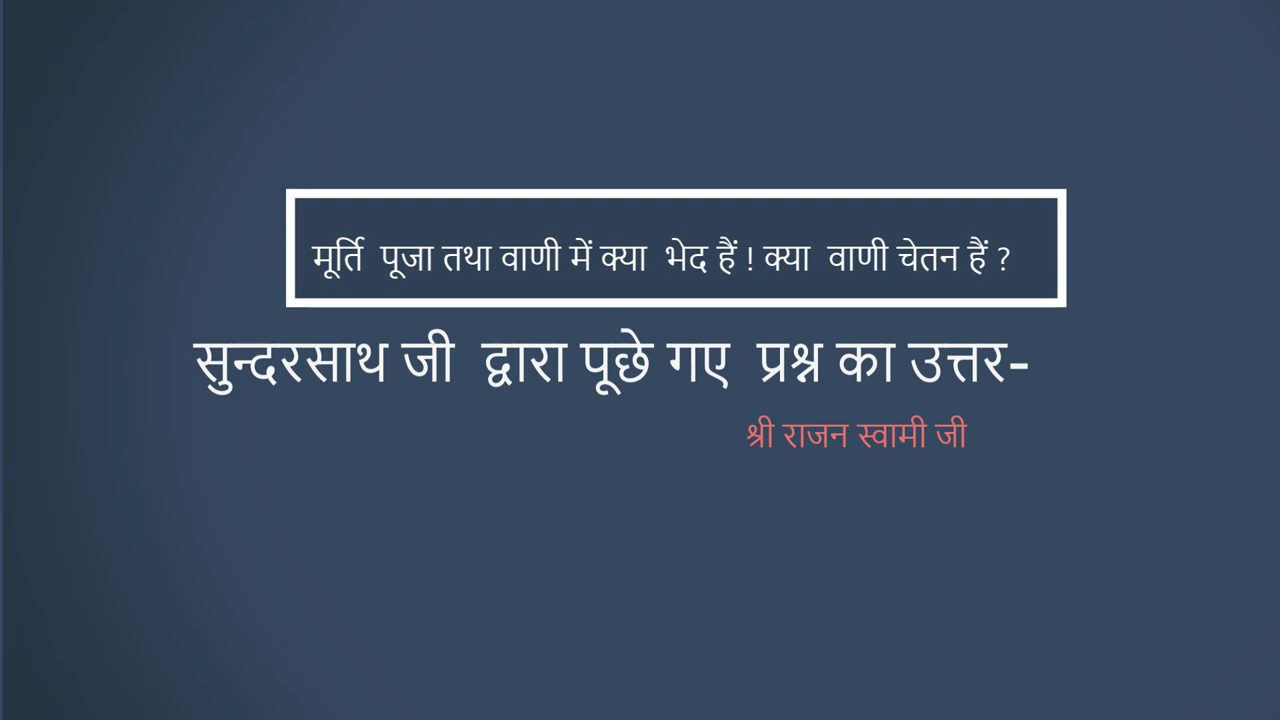 मूर्ति पूजा तथा वाणी में क्या भेद हैं ! क्या वाणी चेतन हैं ?
सुन्दरसाथ जी द्वारा पूछे गए प्रश्न का उत्तर-
श्री राजन स्वामी जी